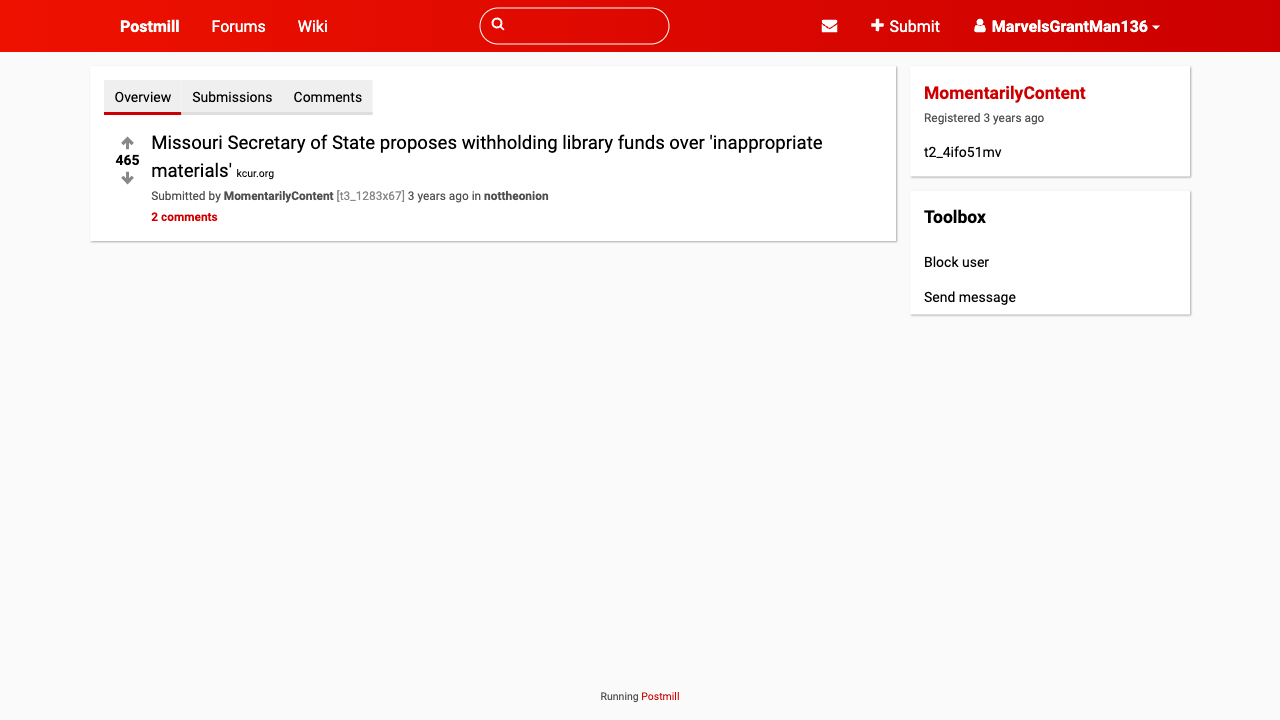 Postmill Forums Wiki Submit MarvelsGrantMan136
Overview Submissions Comments
465
Missouri Secretary of State proposes withholding library funds over 'inappropriate
materials' kcur.org
Submitted by MomentarilyContent [t3_1283x67] 3 years ago in nottheonion
2 comments
MomentarilyContent
Registered 3 years ago
t2_4ifo51mv
Toolbox
Block user
Send message
Running Postmill